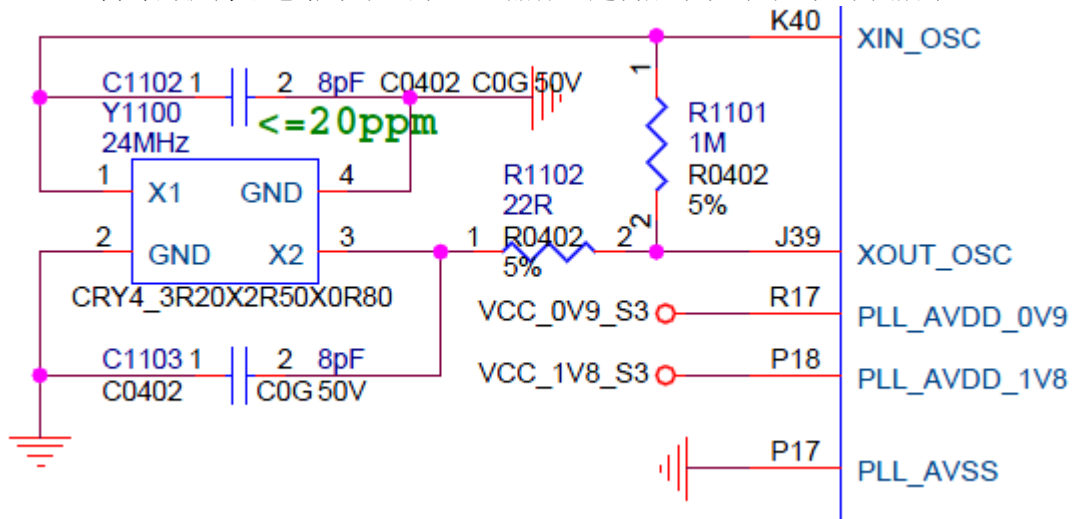 K40
XIN_OSC
C1102 1 2 8pF C0402 C0G 50V
Y1100
<=20ppm
24MHz
1 X1 GND 4
2 GND X2 3
CRY4_3R20X2R50X0R80
R1101
1M
R0402
5%
1
2
R1102
22R
1 R0402 2
5%
J39
XOUT_OSC
VCC_0V9_S3
R17
PLL_AVDD_0V9
C1103 1 2 8pF
C0402 C0G 50V
VCC_1V8_S3
P18
PLL_AVDD_1V8
P17
PLL_AVSS